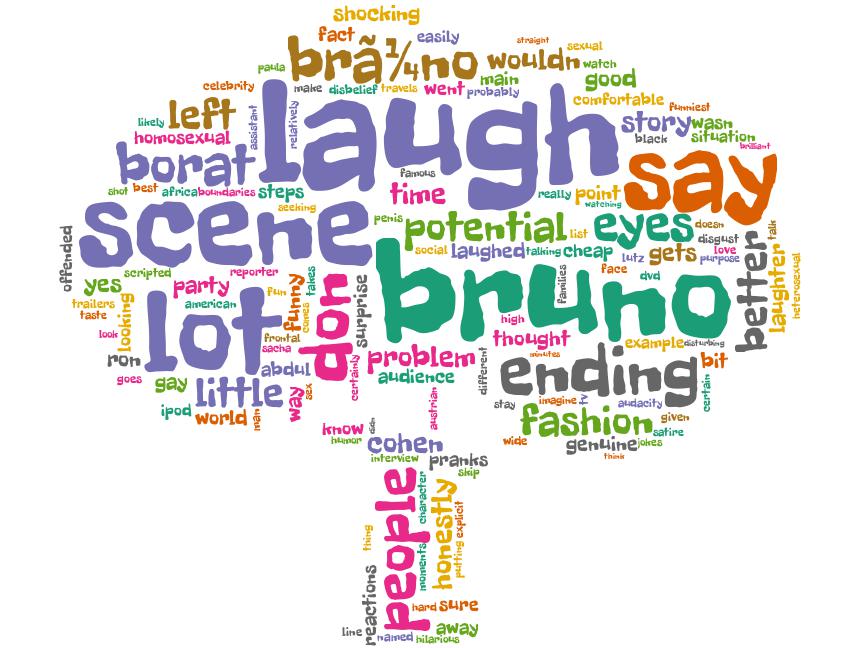 shocking
fact easily straight
brã¼no wouldn sexual
paula main watch
celebrity make disbelief travels went probably good
left comfortable funniest
likely assistant relatively laugh story wasn
homosexual black situation
borat famous say brilliant
shot best africa boundaries steps time really point
seeking watching
scene penis potential list eyes doesn
offended social laughed talking cheap lutz gets disgust talk
scripted reporter face dvd love purpose
yes party funny takes surprise bruno families better laughter heterosexual
trailers american fun comes
taste looking lot don high
look frontal thought example disturbing
ron sacha problem minutes
goes abdul certainly audience different ending bit
gay little way sex certain
ipod world man austrian stay imagine tv audacity
fashion given
know didn satire
humor cohen wide genuine jokes
interview pranks think
skip
people character honestly
thing moments putting explicit
reactions hard sure
line named hilarious away